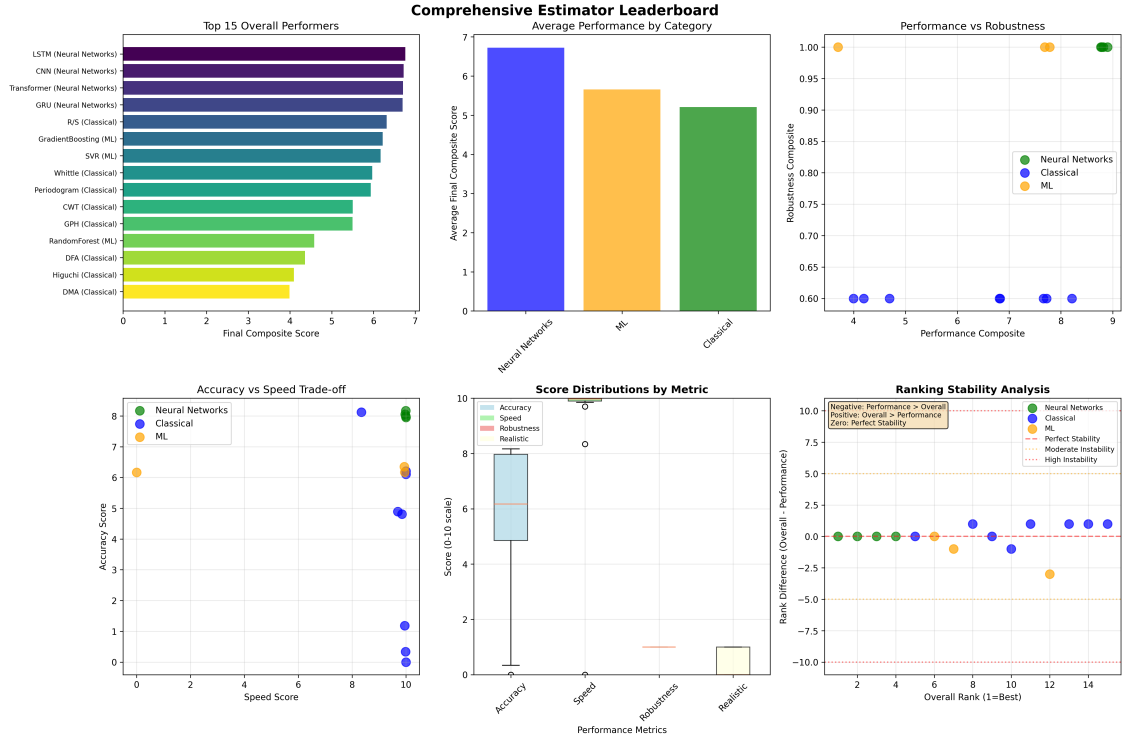 Comprehensive Estimator Leaderboard
Top 15 Overall Performers
LSTM (Neural Networks)
CNN (Neural Networks)
Transformer (Neural Networks)
GRU (Neural Networks)
R/S (Classical)
GradientBoosting (ML)
SVR (ML)
Whittle (Classical)
Periodogram (Classical)
CWT (Classical)
GPH (Classical)
RandomForest (ML)
DFA (Classical)
Higuchi (Classical)
DMA (Classical)
0 1 2 3 4 5 6 7
Final Composite Score
Average Performance by Category
Average Final Composite Score
7
6
5
4
3
2
1
0
Neural Networks
ML
Classical
Performance vs Robustness
Robustness Composite
1.00
0.95
0.90
0.85
0.80
0.75
0.70
0.65
0.60
Neural Networks
Classical
ML
4 5 6 7 8 9
Performance Composite
Accuracy vs Speed Trade-off
Accuracy Score
8
7
6
5
4
3
2
1
0
Neural Networks
Classical
ML
0 2 4 6 8 10
Speed Score
Score Distributions by Metric
Score (0-10 scale)
10
8
6
4
2
0
Accuracy
Speed
Robustness
Realistic
Accuracy
Speed
Robustness
Realistic
Performance Metrics
Ranking Stability Analysis
Rank Difference (Overall - Performance)
10.0
7.5
5.0
2.5
0.0
−2.5
−5.0
−7.5
−10.0
Negative: Performance > Overall
Positive: Overall > Performance
Zero: Perfect Stability
Neural Networks
Classical
ML
Perfect Stability
Moderate Instability
High Instability
2 4 6 8 10 12 14
Overall Rank (1=Best)